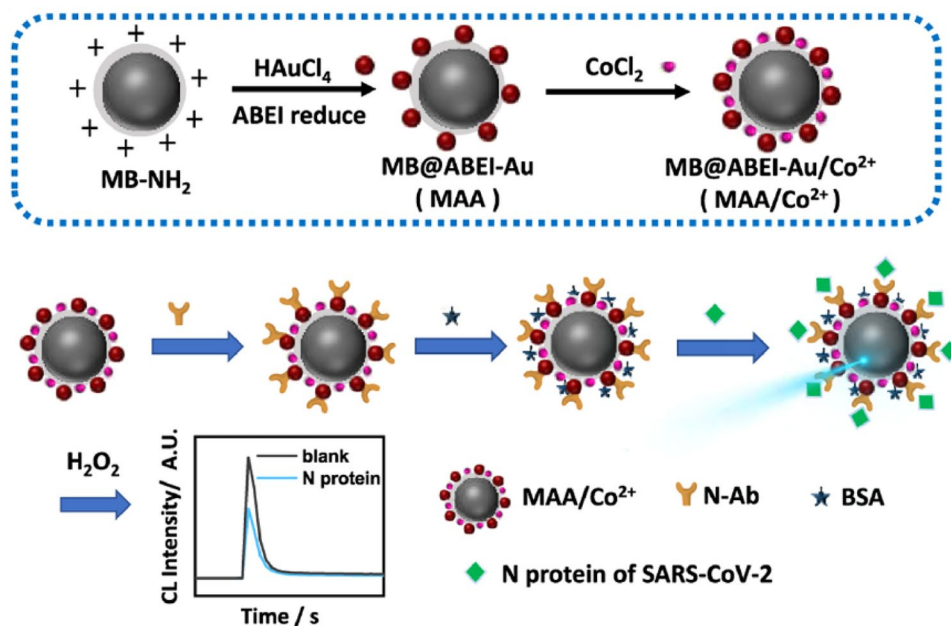 HAuCl₄
ABEI reduce
CoCl₂
MB-NH₂
MB@ABEI-Au
( MAA )
MB@ABEI-Au/Co²⁺
( MAA/Co²⁺)
H₂O₂
CL Intensity/ A.U.
blank
N protein
Time / s
MAA/Co²⁺
N-Ab
BSA
N protein of SARS-CoV-2